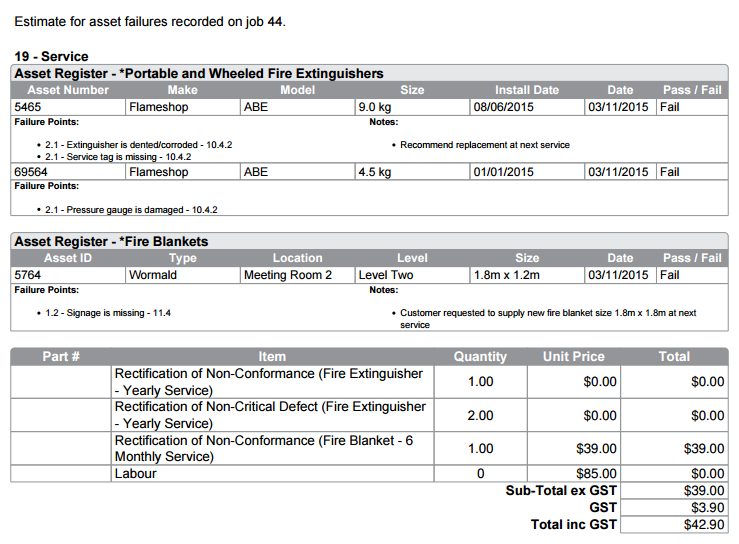 Estimate for asset failures recorded on job 44.
19 - Service
Asset Register - *Portable and Wheeled Fire Extinguishers
Asset Number Make Model Size Install Date Date Pass / Fail
5465 Flameshop ABE 9.0 kg 08/06/2015 03/11/2015 Fail
Failure Points: Notes:
• 2.1 - Extinguisher is dented/corroded - 10.4.2 • Recommend replacement at next service
• 2.1 - Service tag is missing - 10.4.2
69564 Flameshop ABE 4.5 kg 01/01/2015 03/11/2015 Fail
Failure Points:
• 2.1 - Pressure gauge is damaged - 10.4.2
Asset Register - *Fire Blankets
Asset ID Type Location Level Size Date Pass / Fail
5764 Wormald Meeting Room 2 Level Two 1.8m x 1.2m 03/11/2015 Fail
Failure Points: Notes:
• 1.2 - Signage is missing - 11.4 • Customer requested to supply new fire blanket size 1.8m x 1.8m at next
service
Part # Item Quantity Unit Price Total
Rectification of Non-Conformance (Fire Extinguisher
- Yearly Service) 1.00 $0.00 $0.00
Rectification of Non-Critical Defect (Fire Extinguisher
- Yearly Service) 2.00 $0.00 $0.00
Rectification of Non-Conformance (Fire Blanket - 6
Monthly Service) 1.00 $39.00 $39.00
Labour 0 $85.00 $0.00
Sub-Total ex GST $39.00
GST $3.90
Total inc GST $42.90